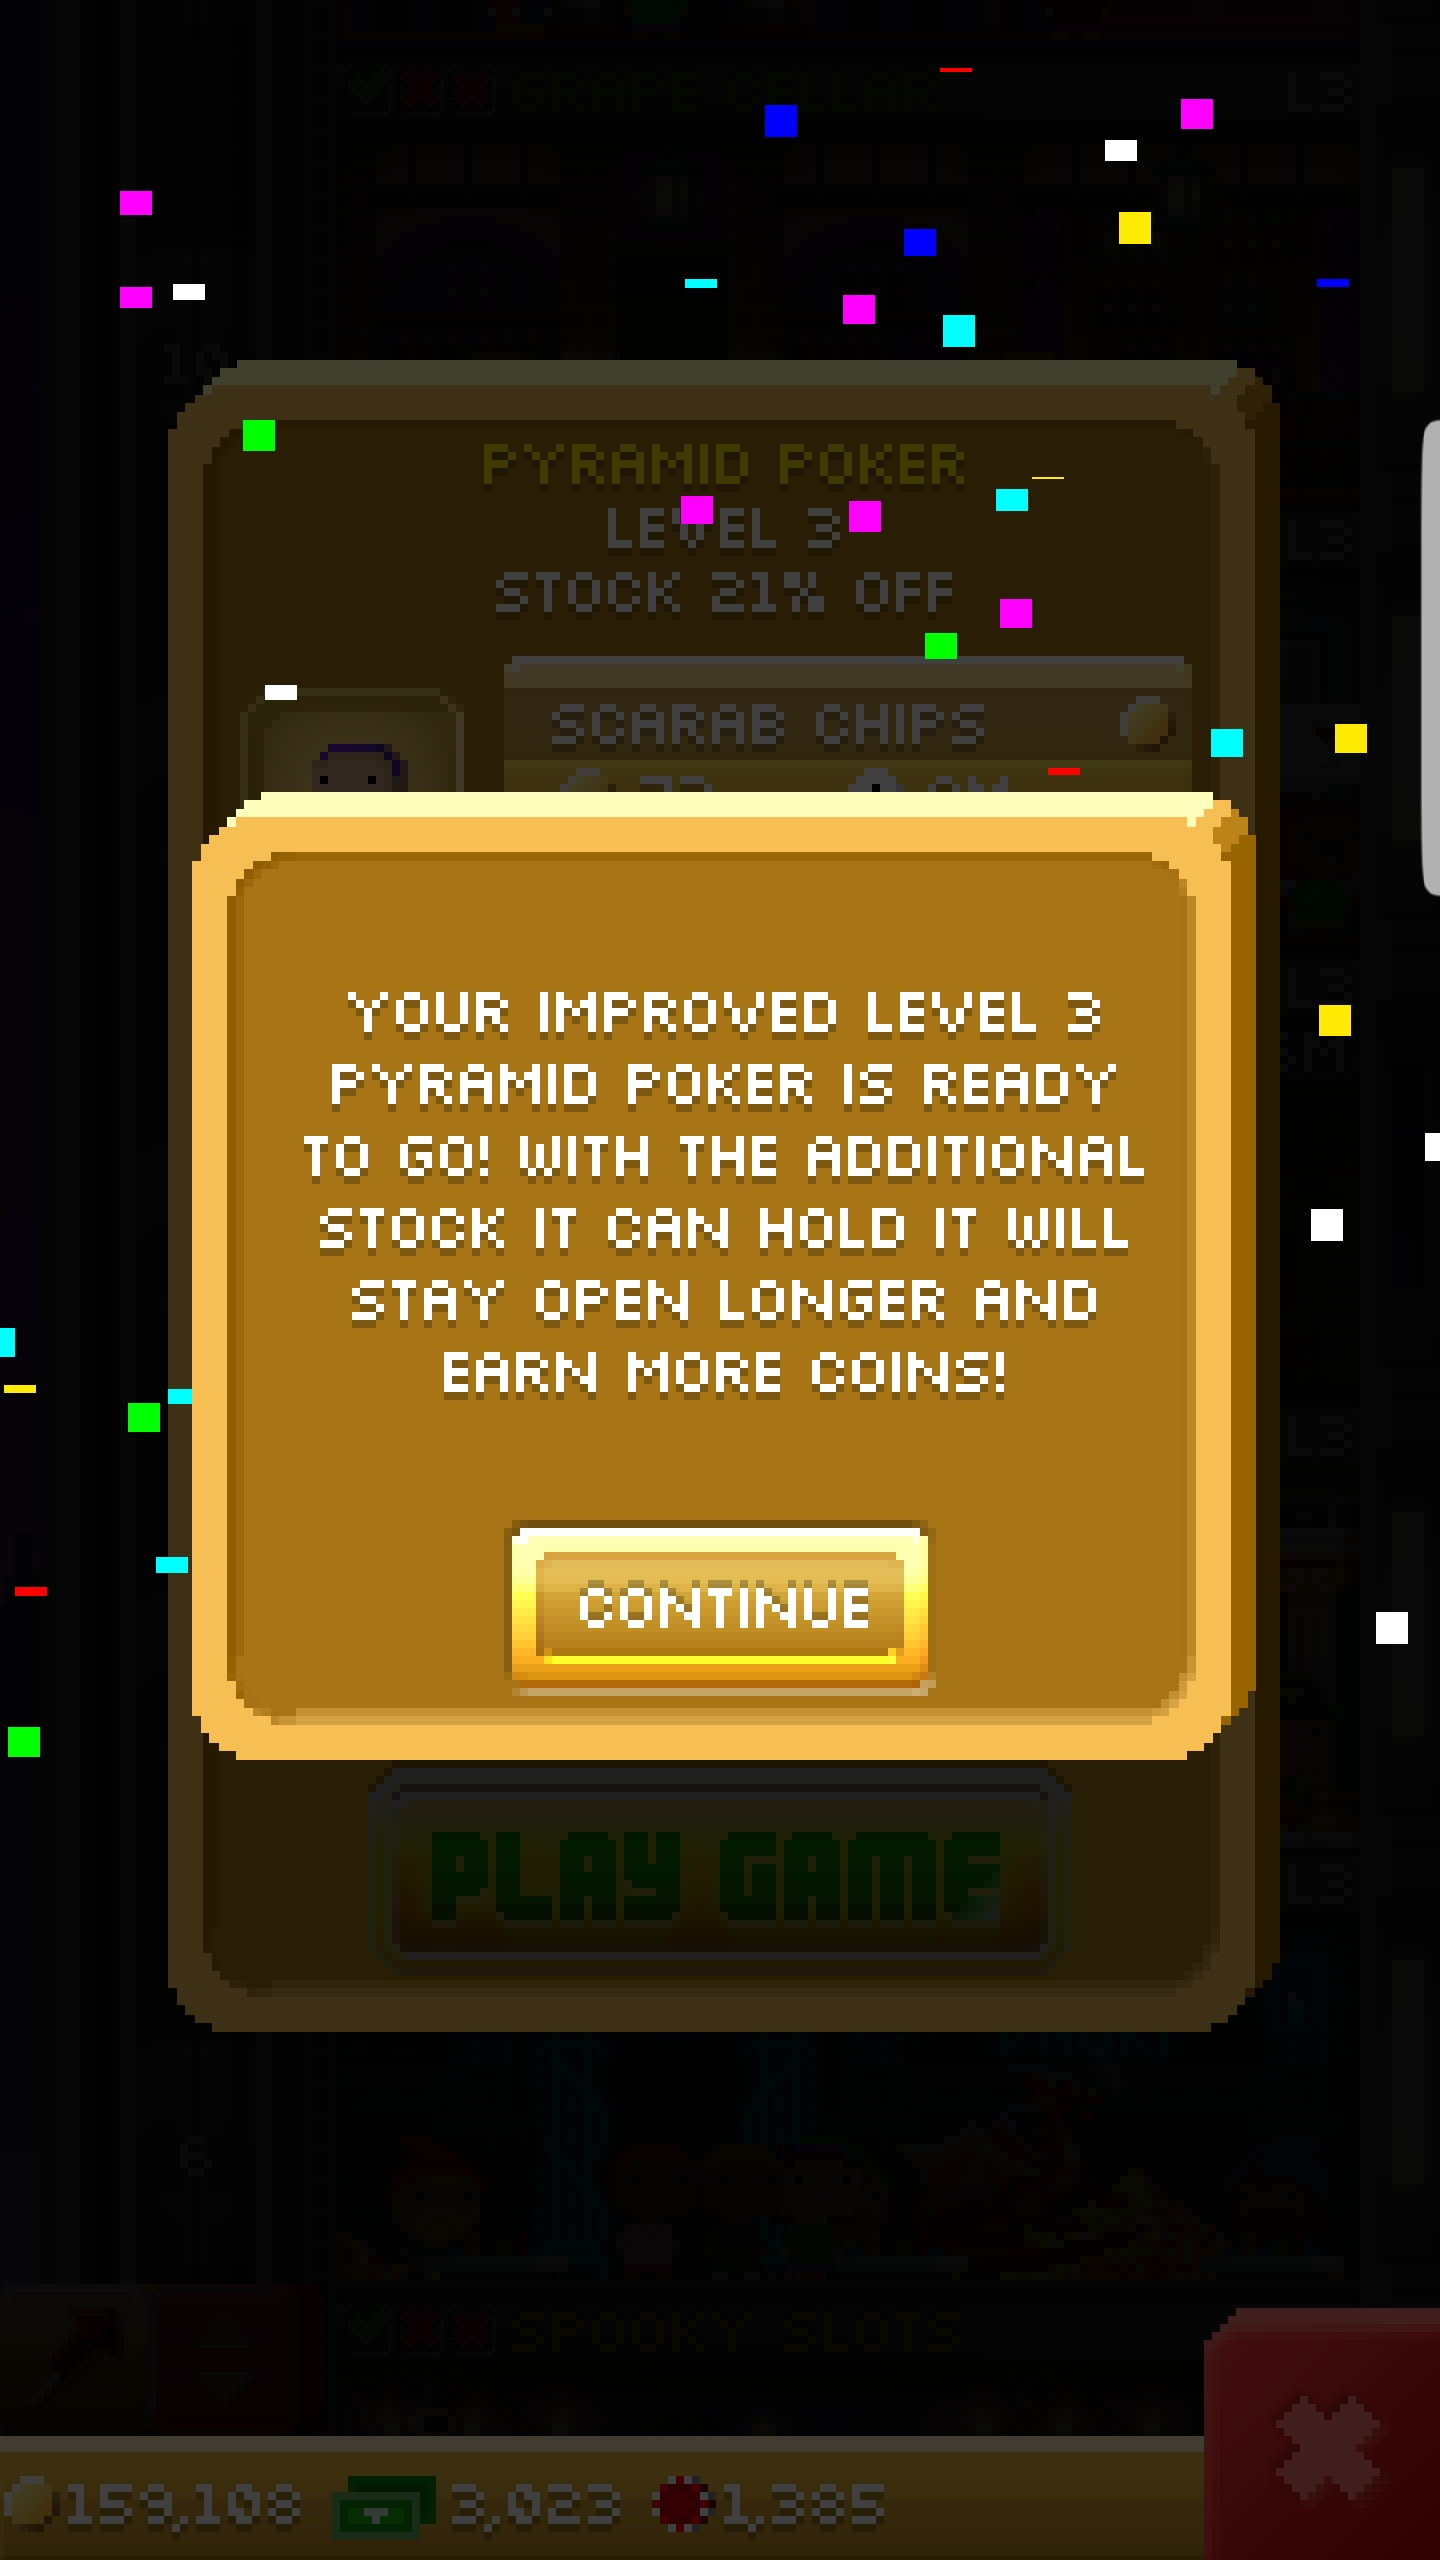 GRAPE CELLAR
L3
PYRAMID POKER
LEVEL 3
STOCK 21% OFF
SCARAB CHIPS
YOUR IMPROVED LEVEL 3
PYRAMID POKER IS READY
TO GO! WITH THE ADDITIONAL
STOCK IT CAN HOLD IT WILL
STAY OPEN LONGER AND
EARN MORE COINS!
CONTINUE
PLAY GAME
SPOOKY SLOTS
159,108 3,023 1,385